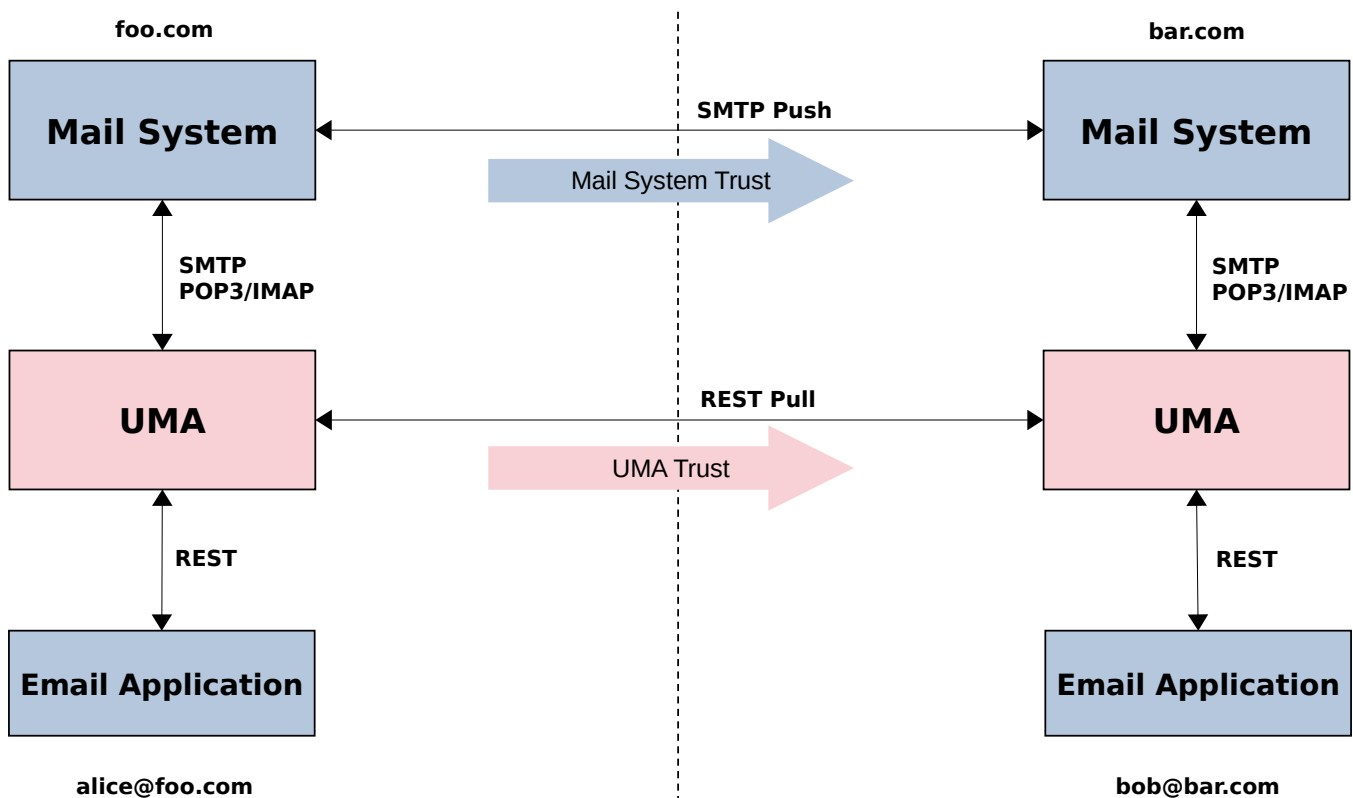 foo.com
bar.com
Mail System
SMTP Push
Mail System
Mail System Trust
SMTP
POP3/IMAP
SMTP
POP3/IMAP
UMA
REST Pull
UMA
UMA Trust
REST
REST
Email Application
Email Application
alice@foo.com
bob@bar.com